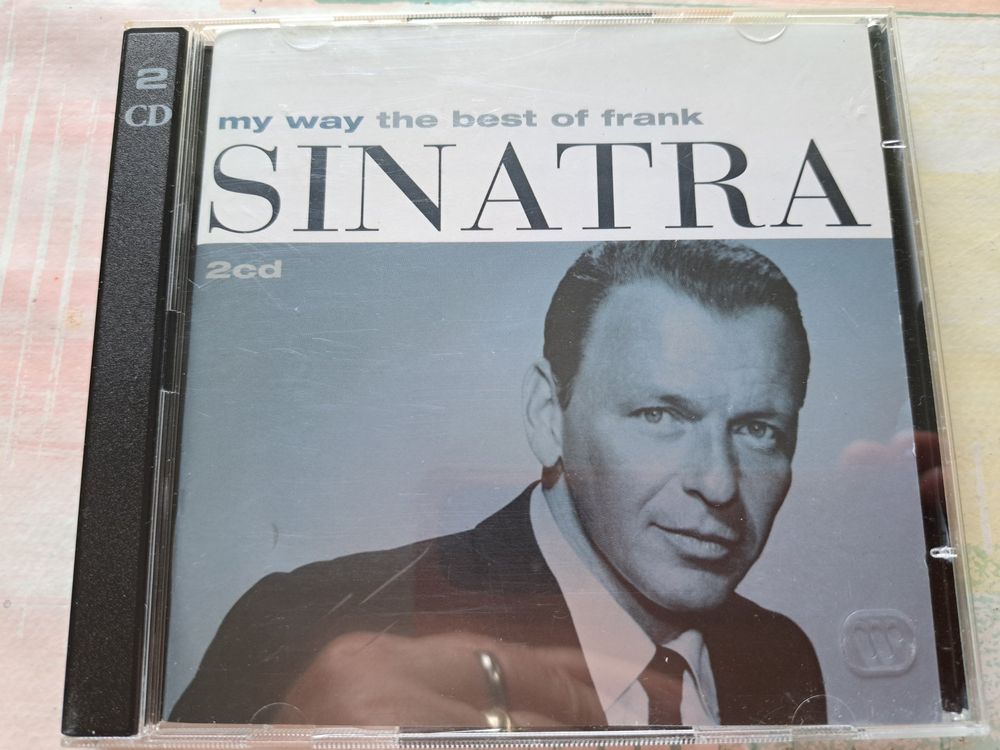 2
CD
my way the best of frank
SINATRA
2cd